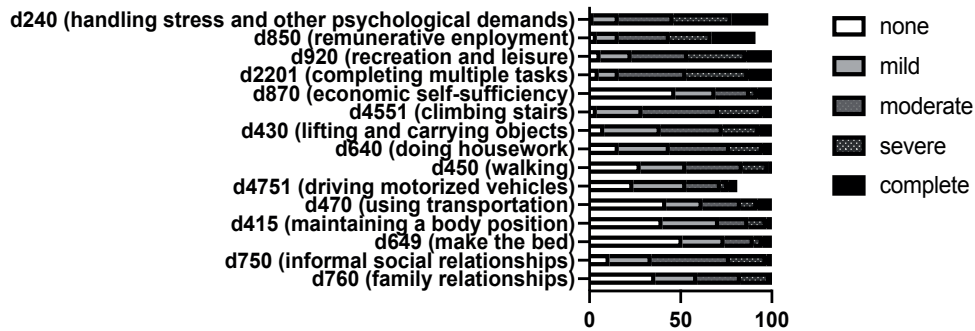 d240 (handling stress and other psychological demands)
d850 (remunerative enployment)
d920 (recreation and leisure)
d2201 (completing multiple tasks)
d870 (economic self-sufficiency)
d4551 (climbing stairs)
d430 (lifting and carrying objects)
d640 (doing housework)
d450 (walking)
d4751 (driving motorized vehicles)
d470 (using transportation)
d415 (maintaining a body position)
d649 (make the bed)
d750 (informal social relationships)
d760 (family relationships)
0 50 100
none
mild
moderate
severe
complete